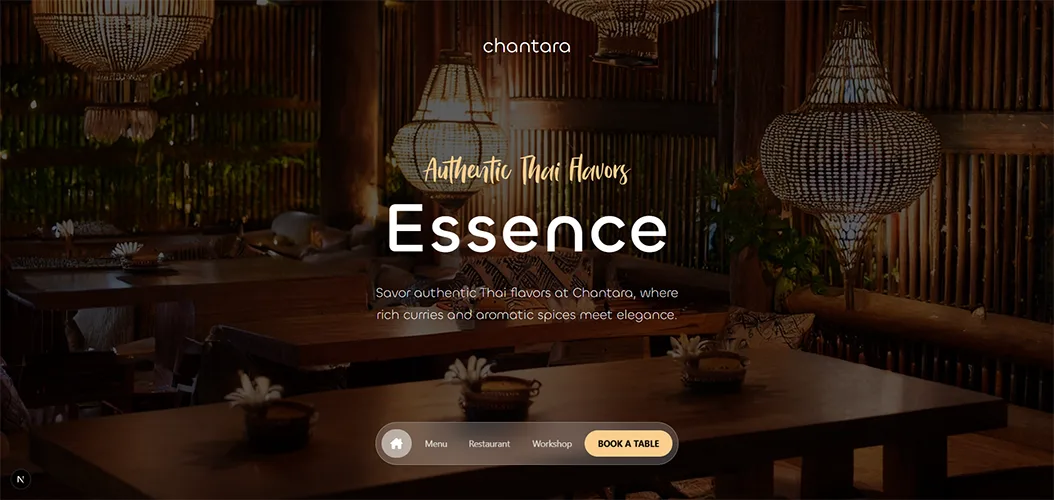 chantara
Authentic Thai Flavors
Essence
Savor authentic Thai flavors at Chantara, where
rich curries and aromatic spices meet elegance.
Menu Restaurant Workshop BOOK A TABLE
N